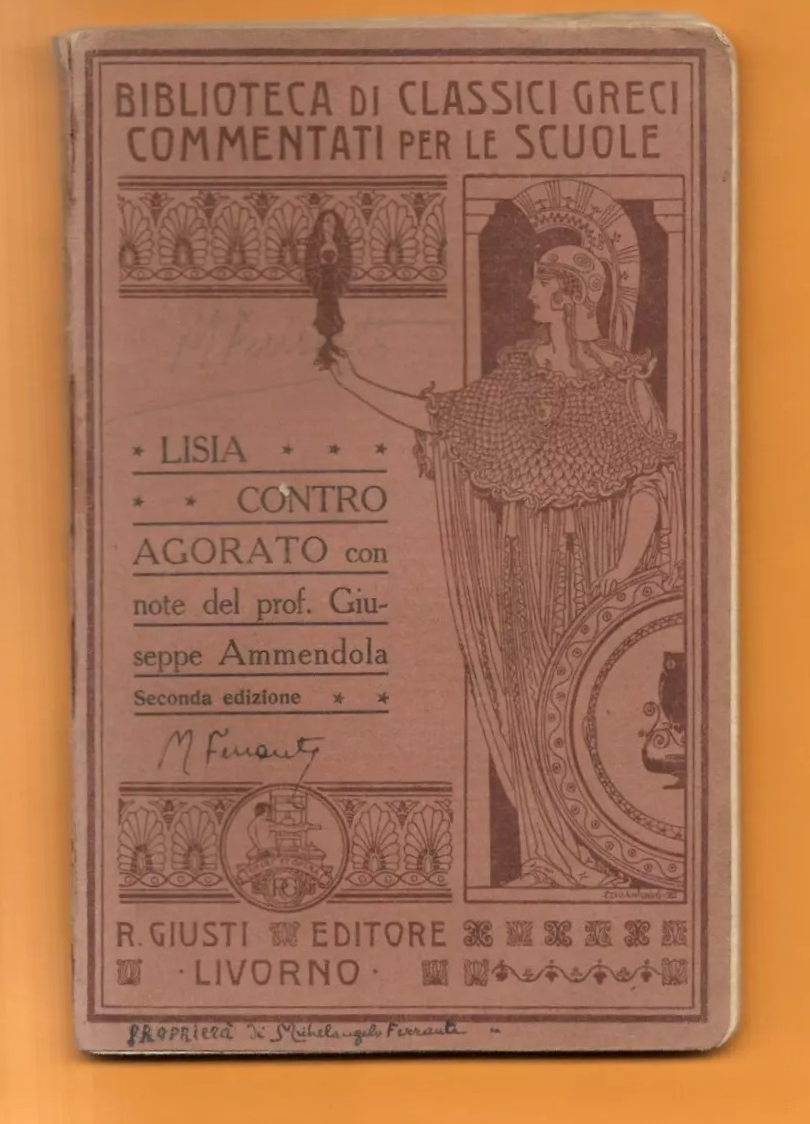 BIBLIOTECA DI CLASSICI GRECI
COMMENTATI PER LE SCUOLE
* LISIA * * *
* * CONTRO
AGORATO con
note del prof. Giu-
seppe Ammendola
Seconda edizione * *
M Ferrante
RG
R. GIUSTI EDITORE
· LIVORNO ·
PROPRIETÀ di Michelangelo Ferrante